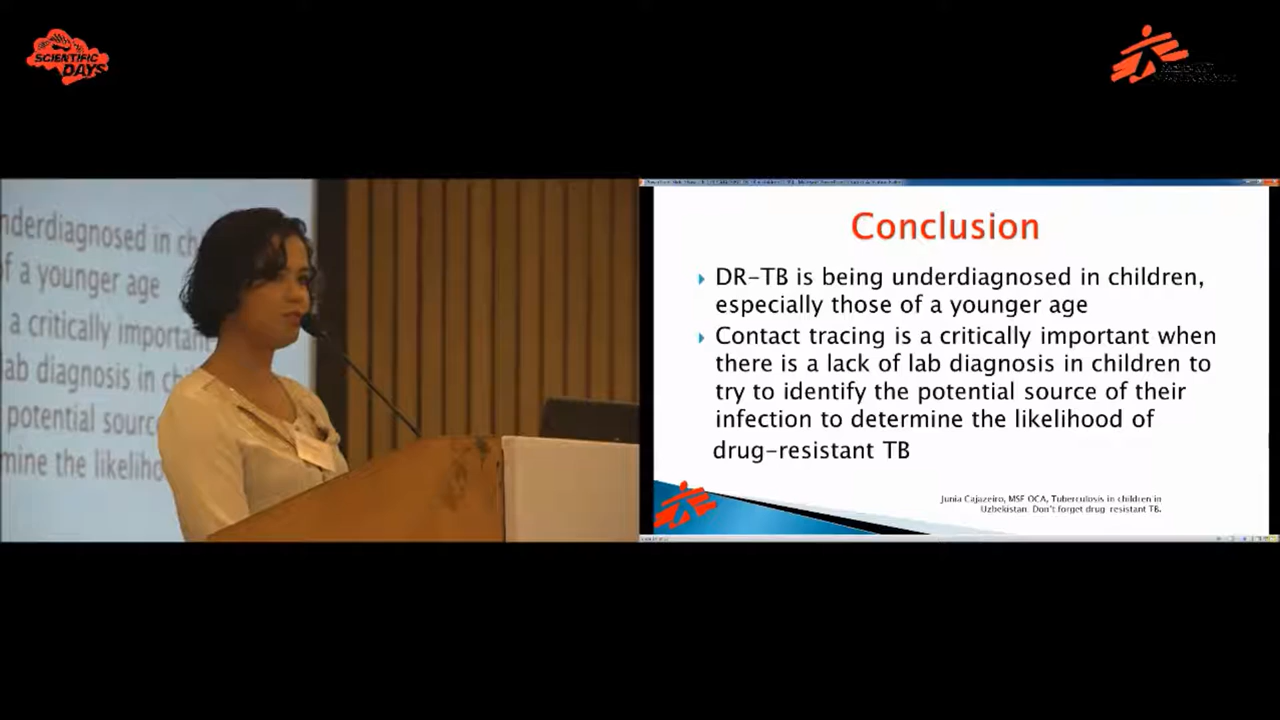 SCIENTIFIC
DAYS
nderdiagnosed in ch
f a younger age
a critically important
ab diagnosis in ch
potential sourc
mine the likeliho
Conclusion
DR-TB is being underdiagnosed in children,
especially those of a younger age
Contact tracing is a critically important when
there is a lack of lab diagnosis in children to
try to identify the potential source of their
infection to determine the likelihood of
drug-resistant TB
Junia Cajazeiro, MSF OCA, Tuberculosis in children in
Uzbekistan. Don't forget drug resistant TB.